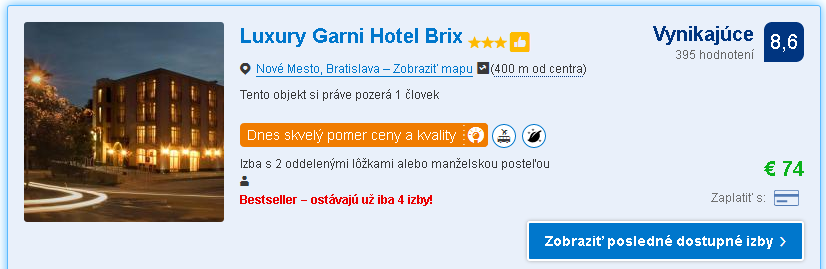 Luxury Garni Hotel Brix
Vynikajúce
395 hodnotení
8,6
Nové Mesto, Bratislava – Zobraziť mapu (400 m od centra)
Tento objekt si práve pozerá 1 človek
Dnes skvelý pomer ceny a kvality
Izba s 2 oddelenými lôžkami alebo manželskou posteľou
€ 74
Bestseller – ostávajú už iba 4 izby!
Zaplatiť s:
Zobraziť posledné dostupné izby